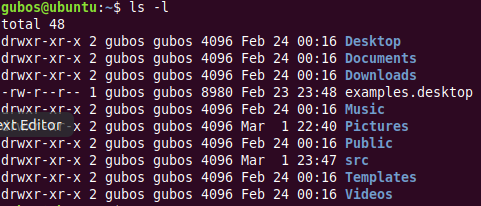 gubos@ubuntu:~$ ls -l
total 48
drwxr-xr-x 2 gubos gubos 4096 Feb 24 00:16 Desktop
drwxr-xr-x 2 gubos gubos 4096 Feb 24 00:16 Documents
drwxr-xr-x 2 gubos gubos 4096 Feb 24 00:16 Downloads
-rw-r--r-- 1 gubos gubos 8980 Feb 23 23:48 examples.desktop
drwxr-xr-x 2 gubos gubos 4096 Feb 24 00:16 Music
xr-x 2 gubos gubos 4096 Mar  1 22:40 Pictures
ext Editor
drwxr-xr-x 2 gubos gubos 4096 Feb 24 00:16 Public
drwxr-xr-x 2 gubos gubos 4096 Mar  1 23:47 src
drwxr-xr-x 2 gubos gubos 4096 Feb 24 00:16 Templates
drwxr-xr-x 2 gubos gubos 4096 Feb 24 00:16 Videos